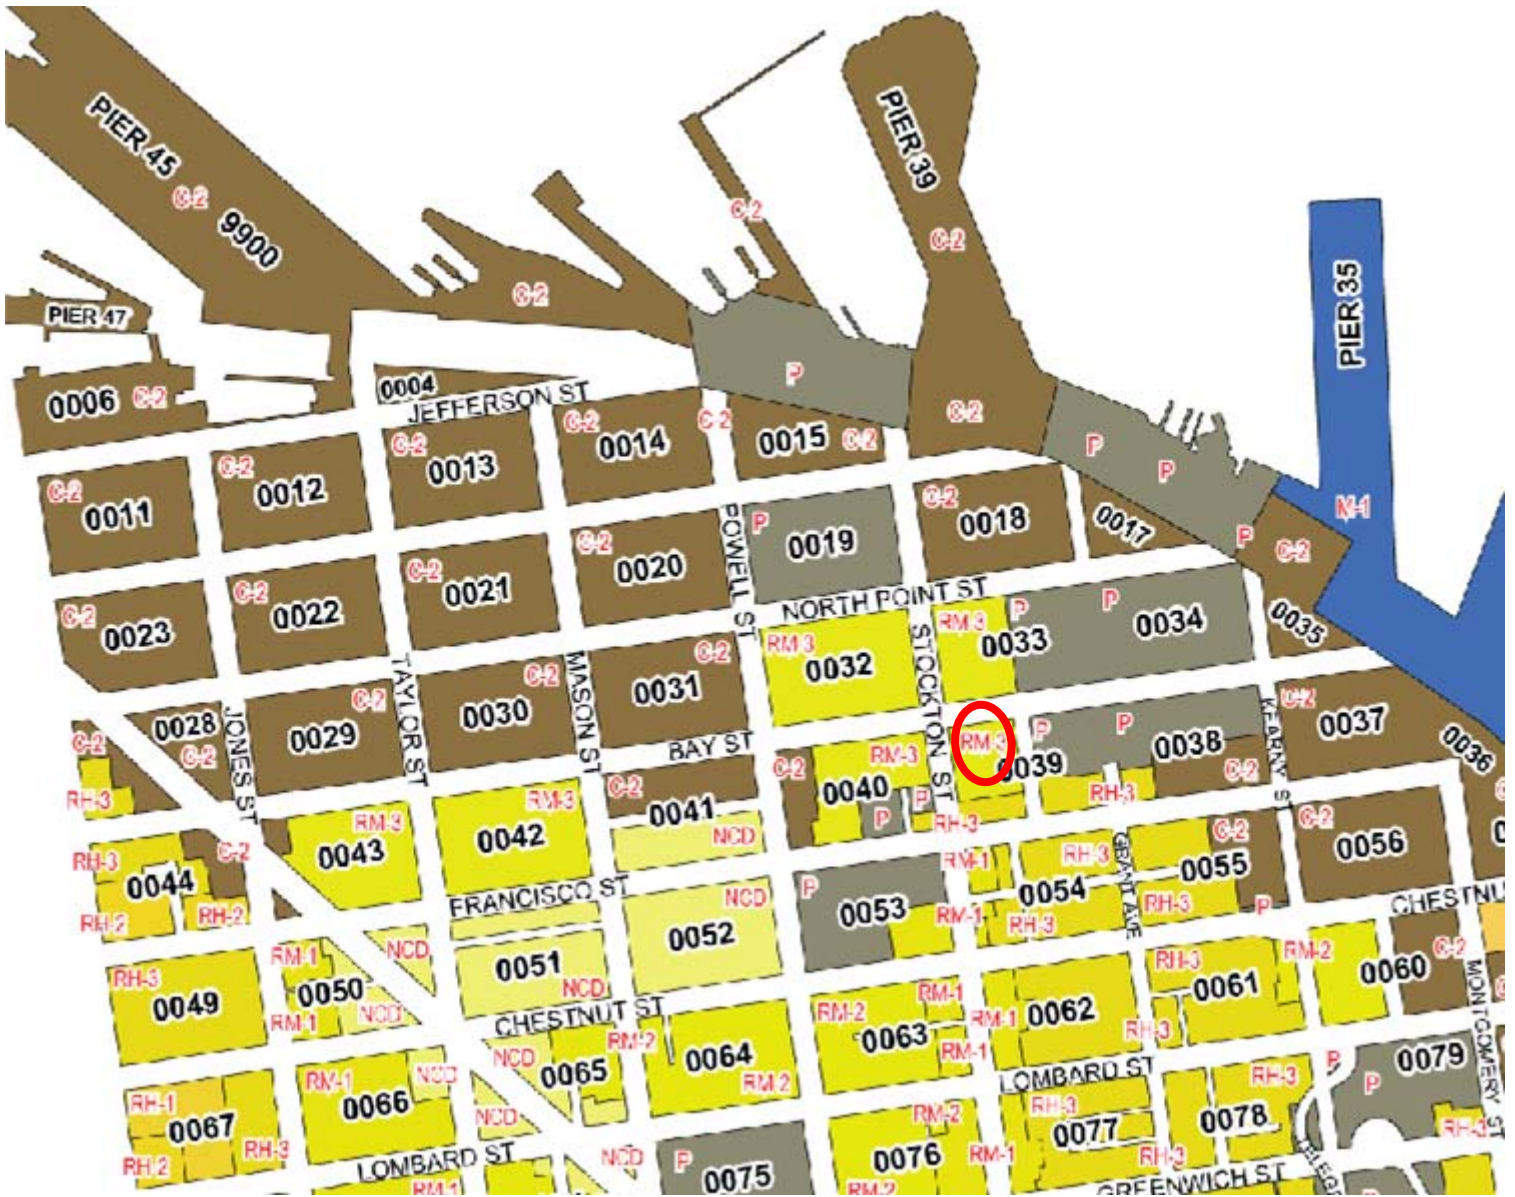 PIER 45
C-2
9900
PIER 39
C-2
C-2
C-2
PIER 35
PIER 47
0006
C-2
0004
JEFFERSON ST
P
C-2
P
P
P
M-1
C-2
0011
C-2
0012
C-2
0013
C-2
0014
C-2
0015
C-2
C-2
0018
0017
P
C-2
C-2
0023
C-2
0022
C-2
0021
C-2
0020
POWELL ST
P
0019
NORTH POINT ST
RM-3
P
0033
P
0034
0035
0028
C-2
JONES ST
C-2
0029
TAYLOR ST
C-2
0030
MASON ST
C-2
0031
RM-3
0032
STOCKTON ST
BAY ST
RM-3
P
0039
P
0038
C-2
KEARNY ST
C-2
0037
0036
C-2
RH-3
C-2
0041
NCD
C-2
RM-3
0040
P
P
RH-3
RH-3
RH-3
0044
RH-2
RH-2
C-2
RM-3
0043
RM-3
0042
FRANCISCO ST
NCD
0052
P
0053
RM-1
RM-1
RH-3
0054
RH-3
GRANT AVE
C-2
0055
RH-3
P
C-2
0056
CHESTNU
RH-3
0049
RM-1
0050
RM-1
NCD
NCD
0051
NCD
CHESTNUT ST
RM-2
0063
RM-1
RM-1
RM-1
0062
RH-3
RH-3
0061
RM-2
0060
C-2
MONTGOMERY ST
RH-1
0067
RH-2
RH-3
RM-1
0066
NCD
NCD
NCD
0065
RM-2
0064
RM-2
LOMBARD ST
LOMBARD ST
RM-1
NCD
P
0075
RM-2
0076
RM-2
RM-1
RH-3
0077
RH-3
RH-3
0078
P
P
0079
RH-3
GREENWICH ST
P